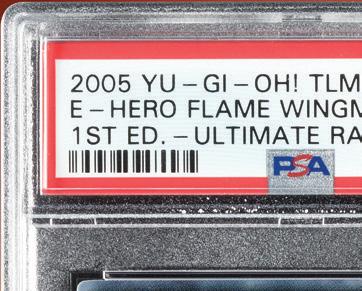 2005 YU-GI-OH! TLM
E-HERO FLAME WINGM
1ST ED.-ULTIMATE RA
PSA